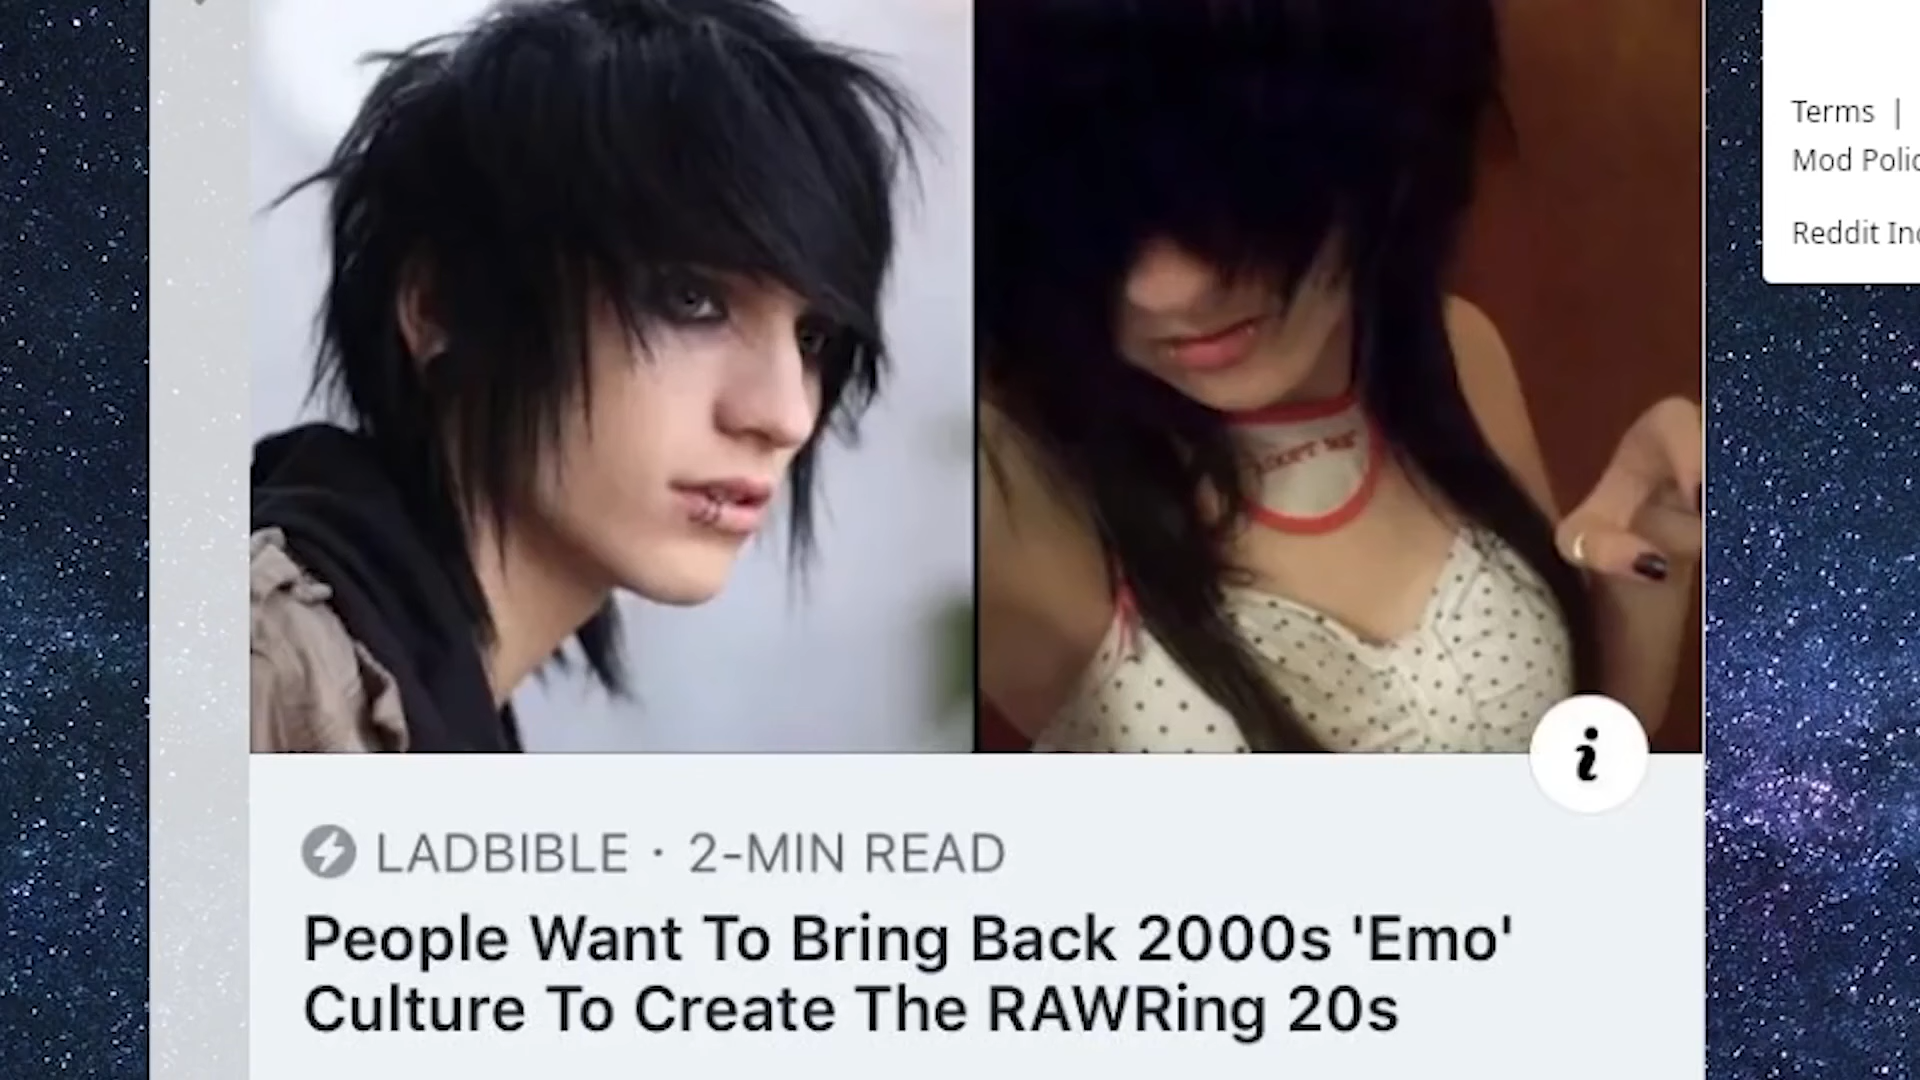 Terms |
Mod Polic
Reddit Inc
LADBIBLE · 2-MIN READ
People Want To Bring Back 2000s 'Emo'
Culture To Create The RAWRing 20s